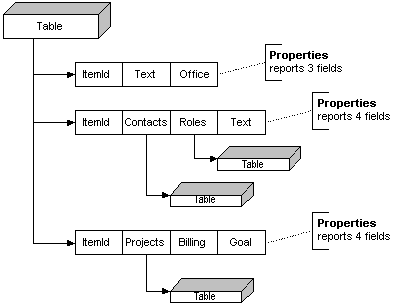 Table
Properties
reports 3 fields
ItemId Text Office
Properties
reports 4 fields
ItemId Contacts Roles Text
Table
Table
Properties
reports 4 fields
ItemId Projects Billing Goal
Table